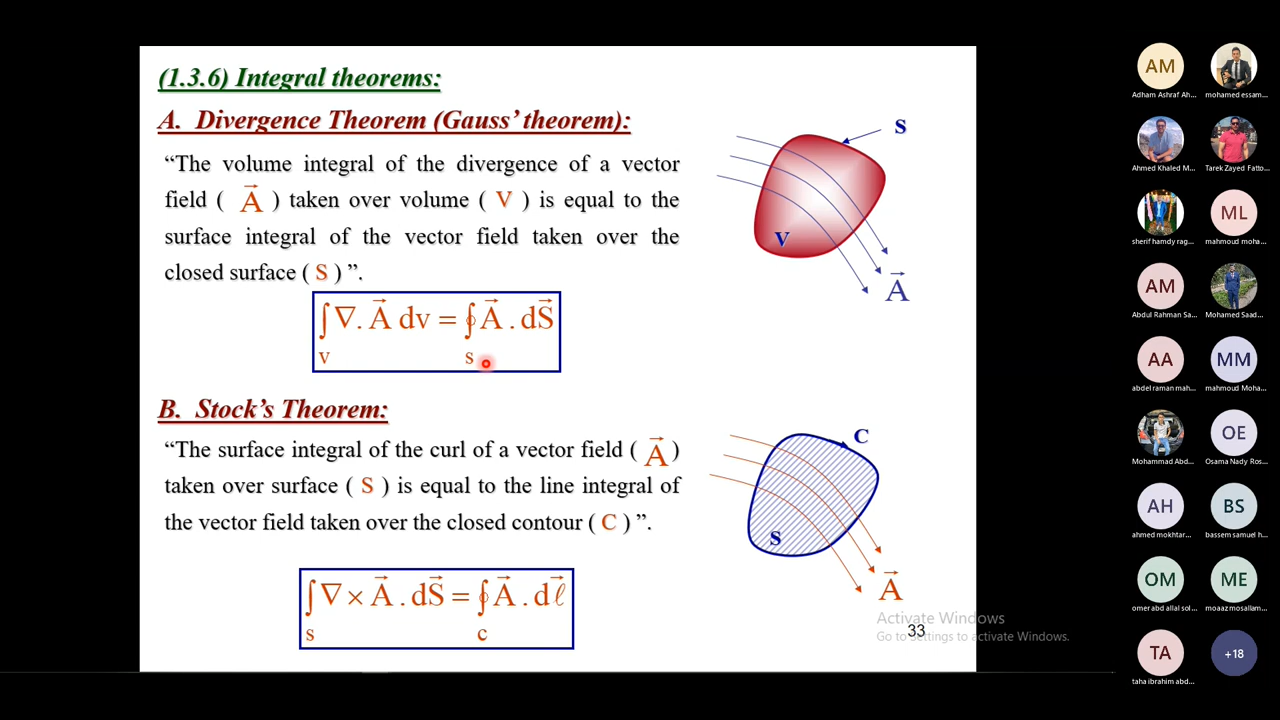 (1.3.6) Integral theorems:
A. Divergence Theorem (Gauss' theorem):
“The volume integral of the divergence of a vector
field ( A⃗ ) taken over volume ( V ) is equal to the
surface integral of the vector field taken over the
closed surface ( S ) ”.
∫ ∇. A⃗ dv = ∮ A⃗ . dS⃗
v s
S
V
A⃗
B. Stock's Theorem:
“The surface integral of the curl of a vector field ( A⃗ )
taken over surface ( S ) is equal to the line integral of
the vector field taken over the closed contour ( C ) ”.
∫ ∇ × A⃗ . dS⃗ = ∮ A⃗ . dℓ⃗
s c
C
S
A⃗
Activate Windows
Go to Settings to activate Windows.
33
AM
Adham Ashraf Ah...
mohamed essam...
Ahmed Khaled M...
Tarek Zayed Fatto...
sherif hamdy rag...
ML
mahmoud moha...
AM
Abdul Rahman Sa...
Mohamed Saad...
AA
abdel raman mah...
MM
mahmoud Moha...
Mohammad Abd...
OE
Osama Nady Ros...
AH
ahmed mokhtar...
BS
bassem samuel h...
OM
omer abd allal sol...
ME
moaaz mosallam...
TA
taha ibrahim abd...
+18